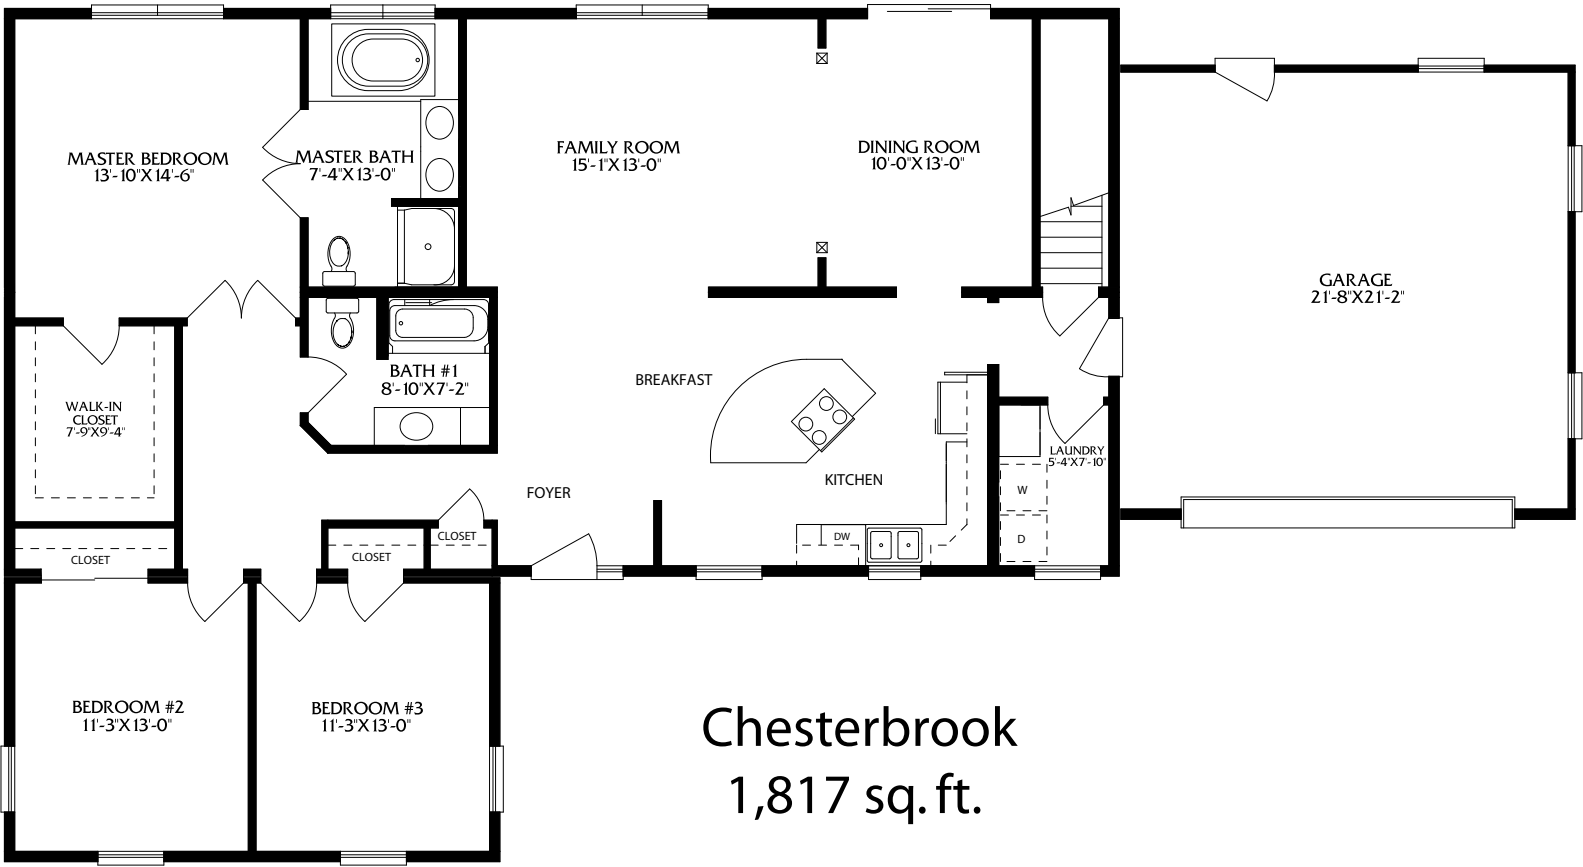 MASTER BEDROOM
13'-10"X14'-6"
MASTER BATH
7'-4"X13'-0"
FAMILY ROOM
15'-1"X13'-0"
DINING ROOM
10'-0"X13'-0"
GARAGE
21'-8"X21'-2"
WALK-IN
CLOSET
7'-9"X9'-4"
BATH #1
8'-10"X7'-2"
BREAKFAST
KITCHEN
LAUNDRY
5'-4"X7'-10"
W
D
FOYER
DW
CLOSET
CLOSET
CLOSET
BEDROOM #2
11'-3"X13'-0"
BEDROOM #3
11'-3"X13'-0"
Chesterbrook
1,817 sq. ft.